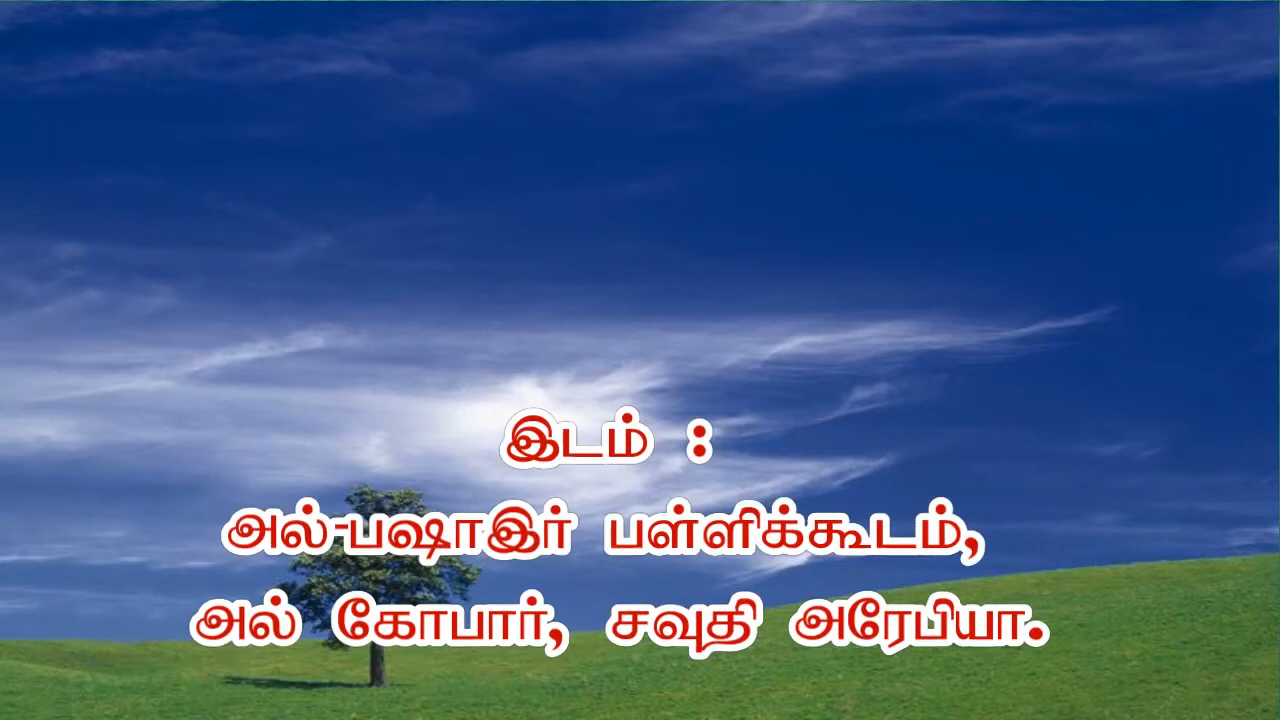 இடம் :
அல்-பஷாஇர் பள்ளிக்கூடம்,
அல் கோபார், சவுதி அரேபியா.